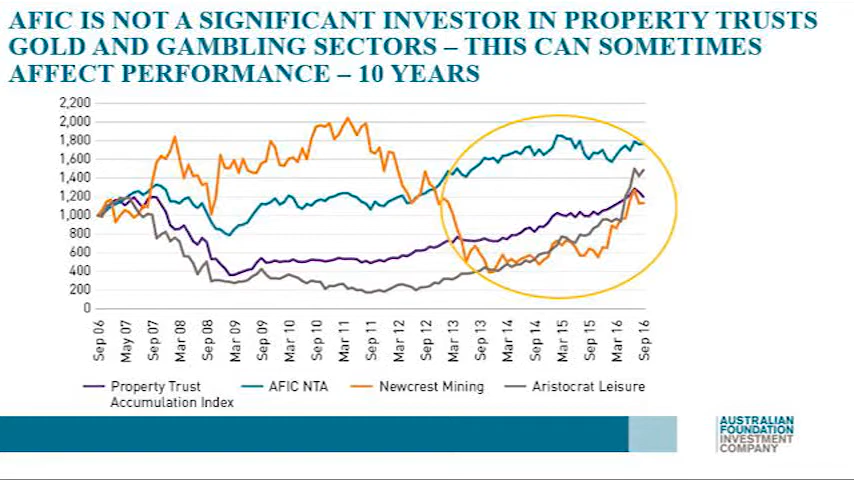 AFIC IS NOT A SIGNIFICANT INVESTOR IN PROPERTY TRUSTS
GOLD AND GAMBLING SECTORS – THIS CAN SOMETIMES
AFFECT PERFORMANCE – 10 YEARS
2,200
2,000
1,800
1,600
1,400
1,200
1,000
800
600
400
200
0
Sep 06
May 07
Sep 07
Mar 08
Sep 08
Mar 09
Sep 09
Mar 10
Sep 10
Mar 11
Sep 11
Mar 12
Sep 12
Mar 13
Sep 13
Mar 14
Sep 14
Mar 15
Sep 15
Mar 16
Sep 16
Property Trust
Accumulation Index
AFIC NTA
Newcrest Mining
Aristocrat Leisure
AUSTRALIAN
FOUNDATION
INVESTMENT
COMPANY